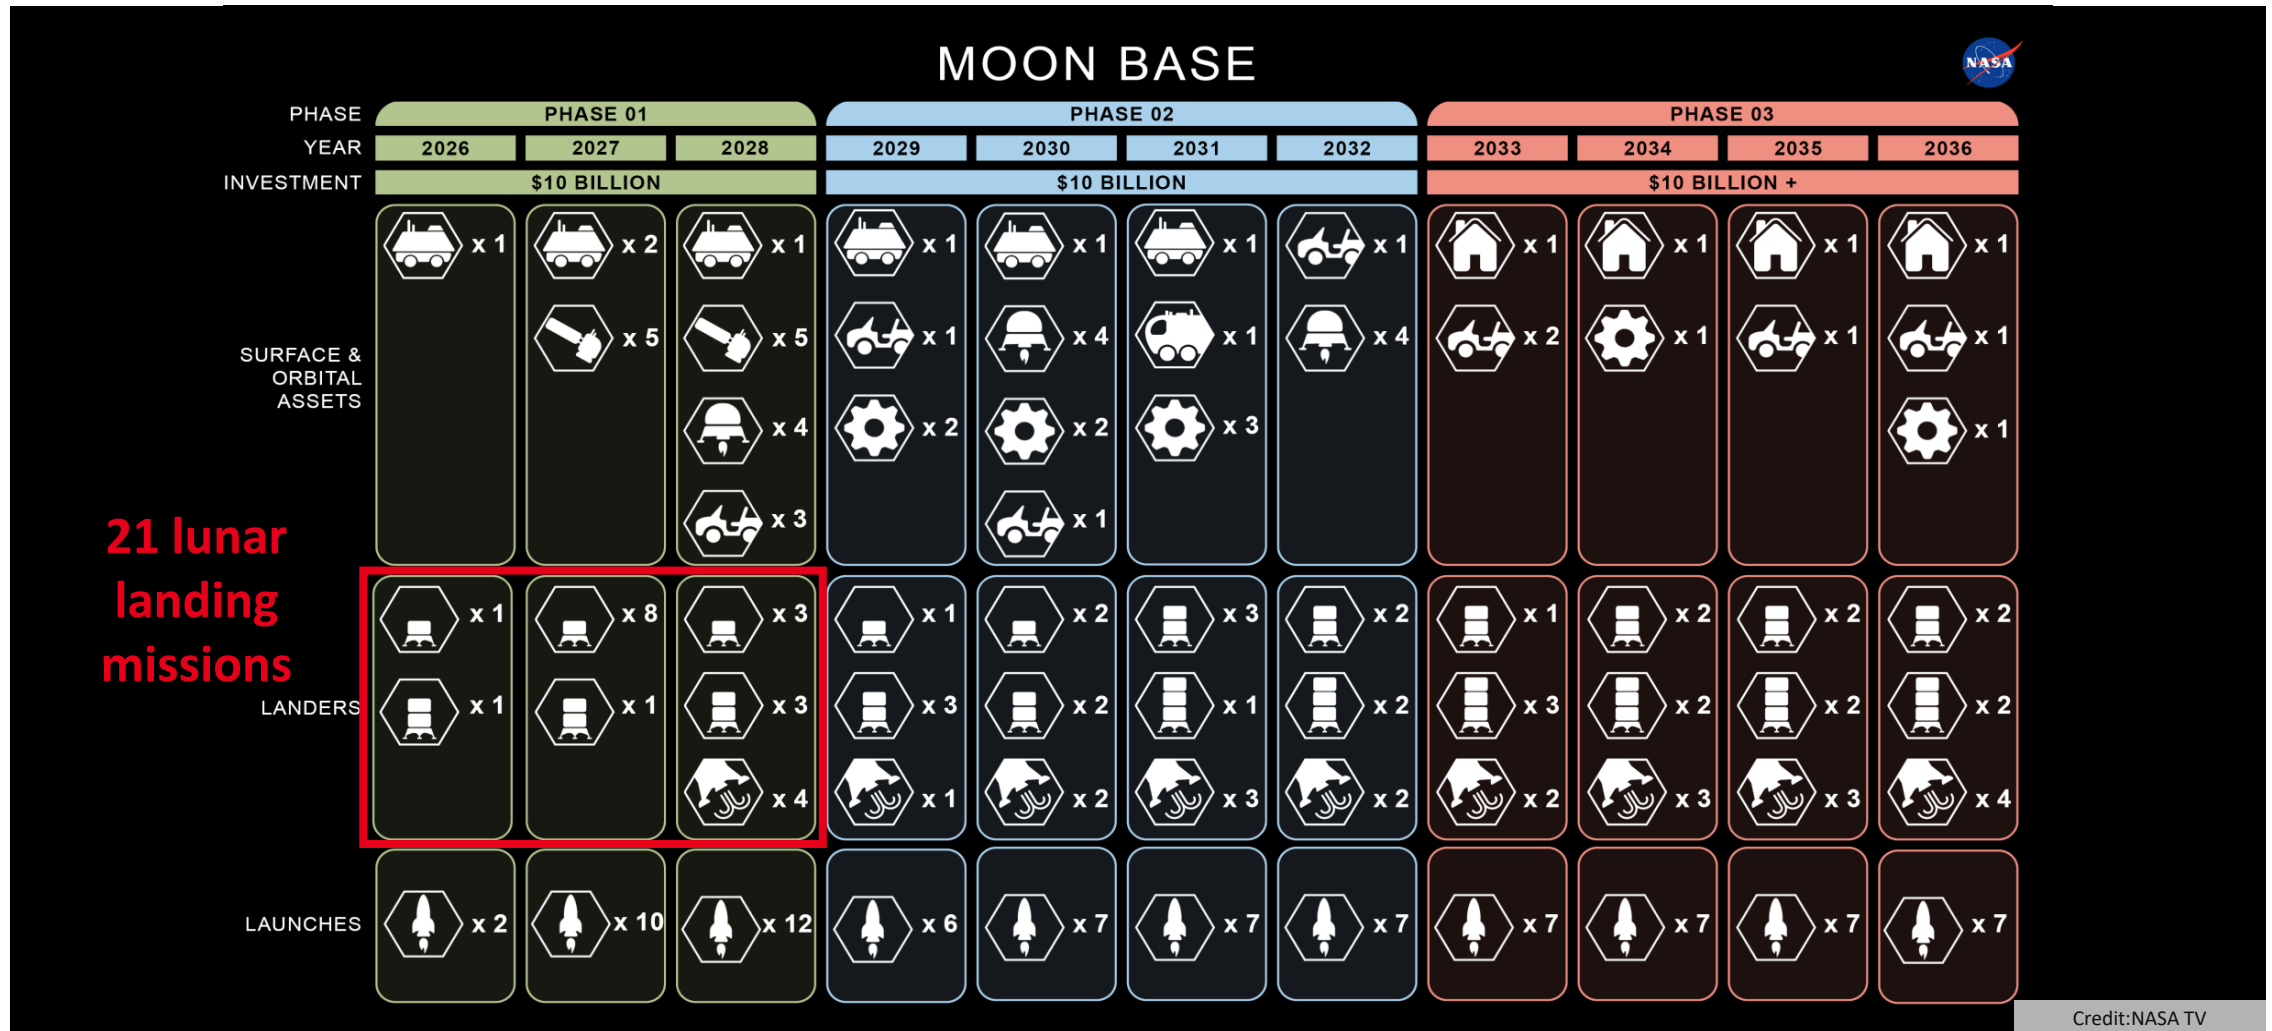 MOON BASE
NASA
PHASE PHASE 01 PHASE 02 PHASE 03
YEAR 2026 2027 2028 2029 2030 2031 2032 2033 2034 2035 2036
INVESTMENT $10 BILLION $10 BILLION $10 BILLION +
SURFACE &
ORBITAL
ASSETS
x 1 x 2 x 1 x 1 x 1 x 1 x 1 x 1 x 1 x 1 x 1
x 5 x 5 x 1 x 4 x 1 x 4 x 2 x 1 x 1 x 1
x 4 x 2 x 2 x 3 x 1
x 3 x 1
21 lunar
landing
missions
LANDERS
x 1 x 8 x 3 x 1 x 2 x 3 x 2 x 1 x 2 x 2 x 2
x 1 x 1 x 3 x 3 x 2 x 1 x 2 x 3 x 2 x 2 x 2
x 4 x 1 x 2 x 3 x 2 x 2 x 3 x 3 x 4
LAUNCHES x 2 x 10 x 12 x 6 x 7 x 7 x 7 x 7 x 7 x 7 x 7
Credit:NASA TV